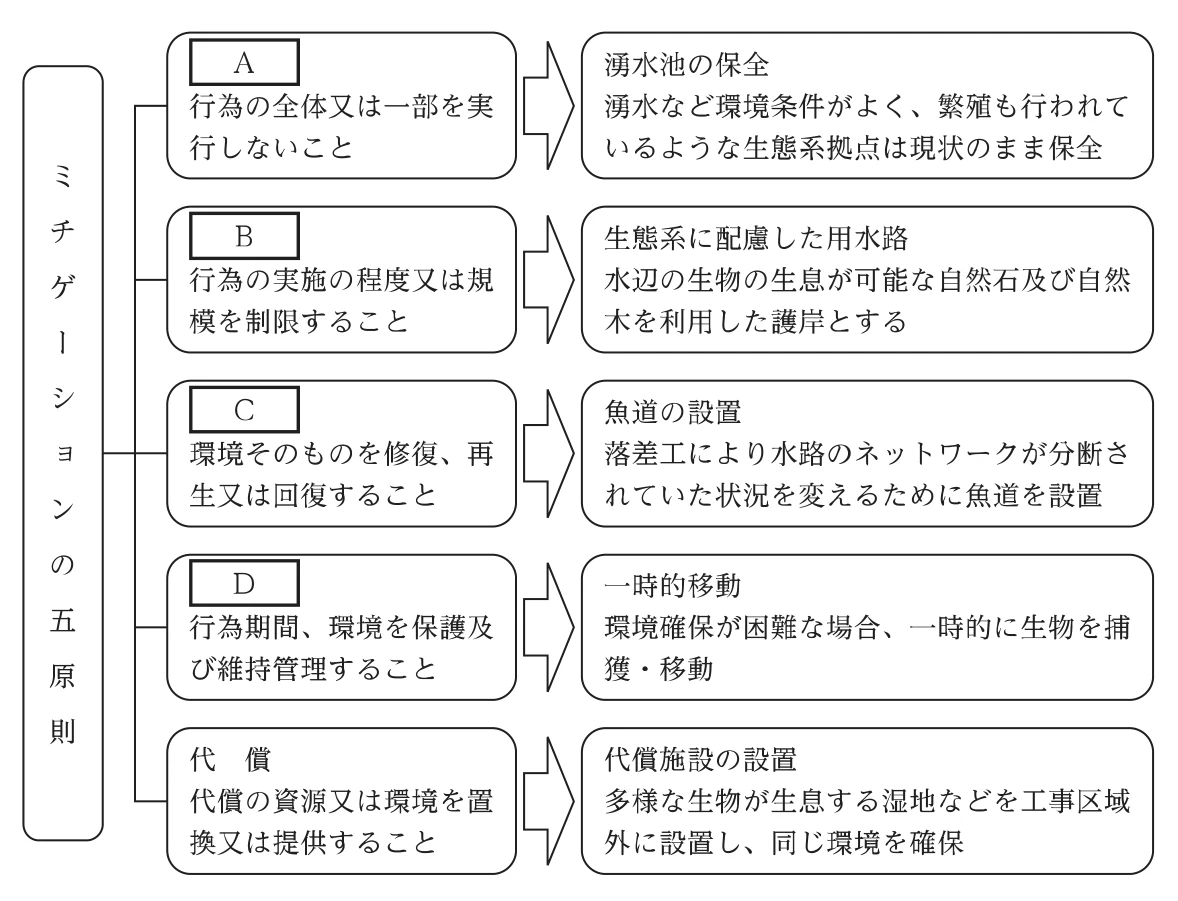 ミチゲーションの五原則
A
行為の全体又は一部を実
行しないこと
湧水池の保全
湧水など環境条件がよく、繁殖も行われて
いるような生態系拠点は現状のまま保全
B
行為の実施の程度又は規
模を制限すること
生態系に配慮した用水路
水辺の生物の生息が可能な自然石及び自然
木を利用した護岸とする
C
環境そのものを修復、再
生又は回復すること
魚道の設置
落差工により水路のネットワークが分断さ
れていた状況を変えるために魚道を設置
D
行為期間、環境を保護及
び維持管理すること
一時的移動
環境確保が困難な場合、一時的に生物を捕
獲・移動
代　償
代償の資源又は環境を置
換又は提供すること
代償施設の設置
多様な生物が生息する湿地などを工事区域
外に設置し、同じ環境を確保